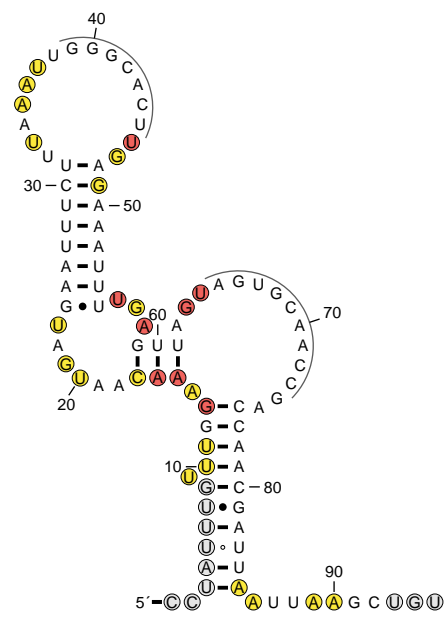 40
U G G G C
U A
A C
A U
A U
U G
U
U A
30 C G
U A 50
U A
U A
A U
A U
G U U G
U A 60 A G U A G U G C
A G U U A 70
G A
U A A C A A C
20 A C
G C A G
G C
U A
10 U A
U G C 80
U G
U A
U U
A U
U A 90
5´ C C A U U A A G C U G U